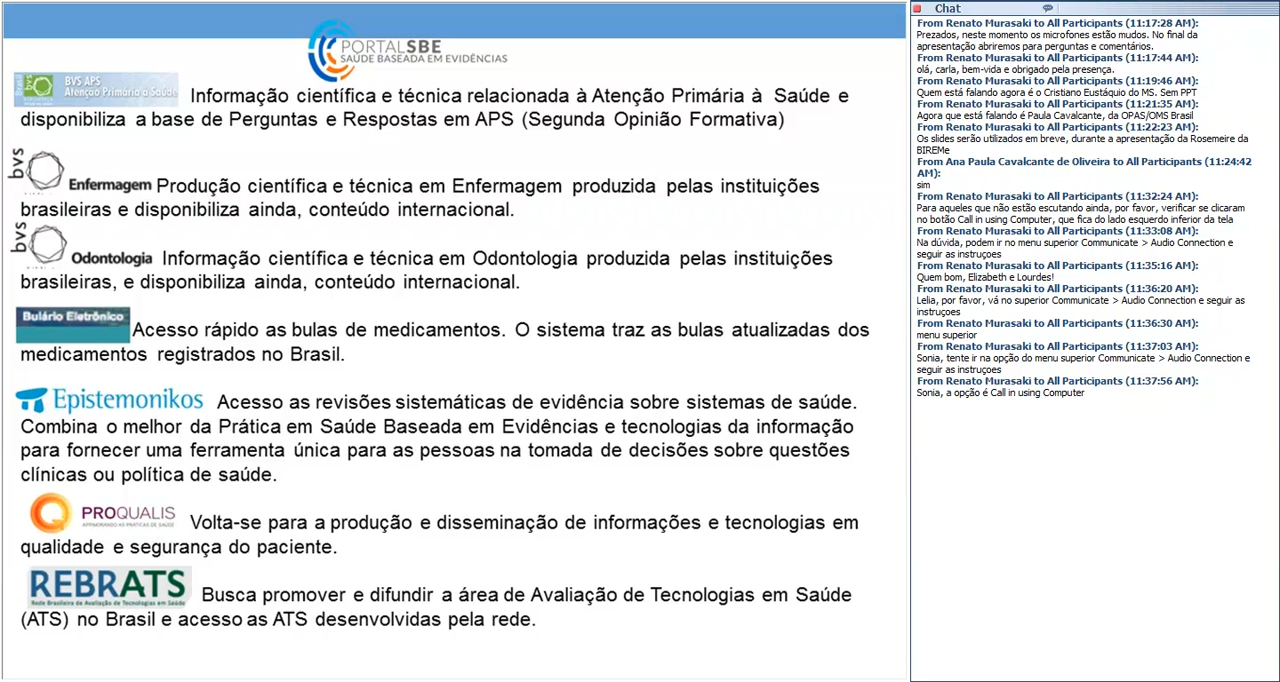 PORTALSBE
SAÚDE BASEADA EM EVIDÊNCIAS
BVS APS
Atenção Primária a Saúde
Informação científica e técnica relacionada à Atenção Primária à Saúde e
disponibiliza a base de Perguntas e Respostas em APS (Segunda Opinião Formativa)
bvs
Enfermagem Produção científica e técnica em Enfermagem produzida pelas instituições
brasileiras e disponibiliza ainda, conteúdo internacional.
bvs
Odontologia Informação científica e técnica em Odontologia produzida pelas instituições
brasileiras, e disponibiliza ainda, conteúdo internacional.
Bulário Eletrônico
Acesso rápido as bulas de medicamentos. O sistema traz as bulas atualizadas dos
medicamentos registrados no Brasil.
Epistemonikos Acesso as revisões sistemáticas de evidência sobre sistemas de saúde.
Combina o melhor da Prática em Saúde Baseada em Evidências e tecnologias da informação
para fornecer uma ferramenta única para as pessoas na tomada de decisões sobre questões
clínicas ou política de saúde.
PROQUALIS
APRIMORANDO AS PRÁTICAS DE SAÚDE
Volta-se para a produção e disseminação de informações e tecnologias em
qualidade e segurança do paciente.
REBRATS
Rede Brasileira de Avaliação de Tecnologias em Saúde
Busca promover e difundir a área de Avaliação de Tecnologias em Saúde
(ATS) no Brasil e acesso as ATS desenvolvidas pela rede.
Chat
From Renato Murasaki to All Participants (11:17:28 AM):
Prezados, neste momento os microfones estão mudos. No final da
apresentação abriremos para perguntas e comentários.
From Renato Murasaki to All Participants (11:17:44 AM):
olá, carla, bem-vida e obrigado pela presença.
From Renato Murasaki to All Participants (11:19:46 AM):
Quem está falando agora é o Cristiano Eustáquio do MS. Sem PPT
From Renato Murasaki to All Participants (11:21:35 AM):
Agora que está falando é Paula Cavalcante, da OPAS/OMS Brasil
From Renato Murasaki to All Participants (11:22:23 AM):
Os slides serão utilizados em breve, durante a apresentação da Rosemeire da
BIREMe
From Ana Paula Cavalcante de Oliveira to All Participants (11:24:42
AM):
sim
From Renato Murasaki to All Participants (11:32:24 AM):
Para aqueles que não estão escutando ainda, por favor, verificar se clicaram
no botão Call in using Computer, que fica do lado esquerdo inferior da tela
From Renato Murasaki to All Participants (11:33:08 AM):
Na dúvida, podem ir no menu superior Communicate > Audio Connection e
seguir as instruçoes
From Renato Murasaki to All Participants (11:35:16 AM):
Quem bom, Elizabeth e Lourdes!
From Renato Murasaki to All Participants (11:36:20 AM):
Lelia, por favor, vá no superior Communicate > Audio Connection e seguir as
instruçoes
From Renato Murasaki to All Participants (11:36:30 AM):
menu superior
From Renato Murasaki to All Participants (11:37:03 AM):
Sonia, tente ir na opção do menu superior Communicate > Audio Connection e
seguir as instruçoes
From Renato Murasaki to All Participants (11:37:56 AM):
Sonia, a opção é Call in using Computer